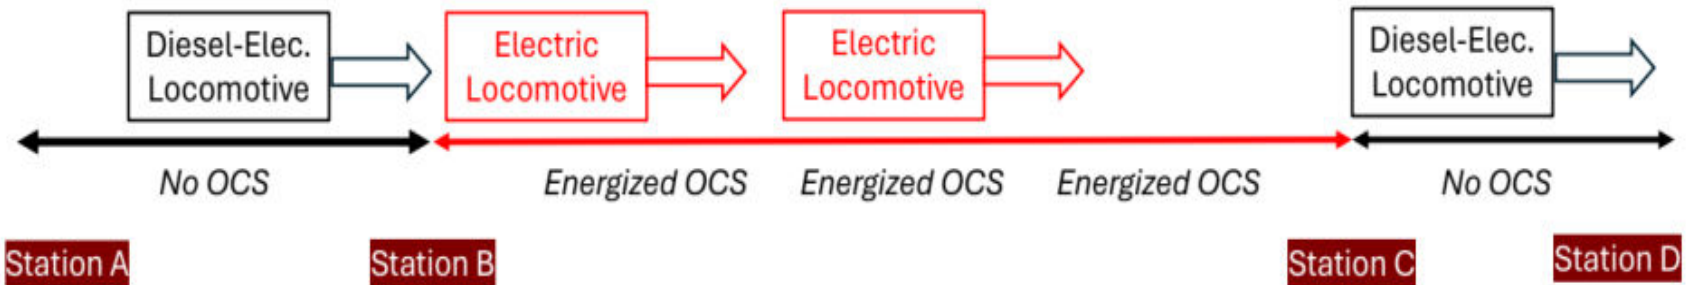 Diesel-Elec.
Locomotive
Electric
Locomotive
Electric
Locomotive
Diesel-Elec.
Locomotive
No OCS
Energized OCS
Energized OCS
Energized OCS
No OCS
Station A
Station B
Station C
Station D